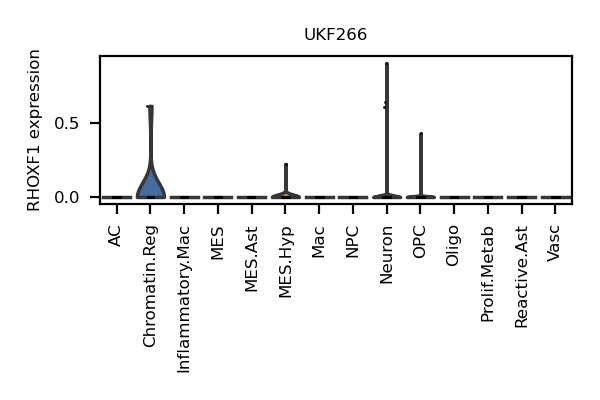 UKF266
RHOXF1 expression
0.5
0.0
AC
Chromatin.Reg
Inflammatory.Mac
MES
MES.Ast
MES.Hyp
Mac
NPC
Neuron
OPC
Oligo
Prolif.Metab
Reactive.Ast
Vasc